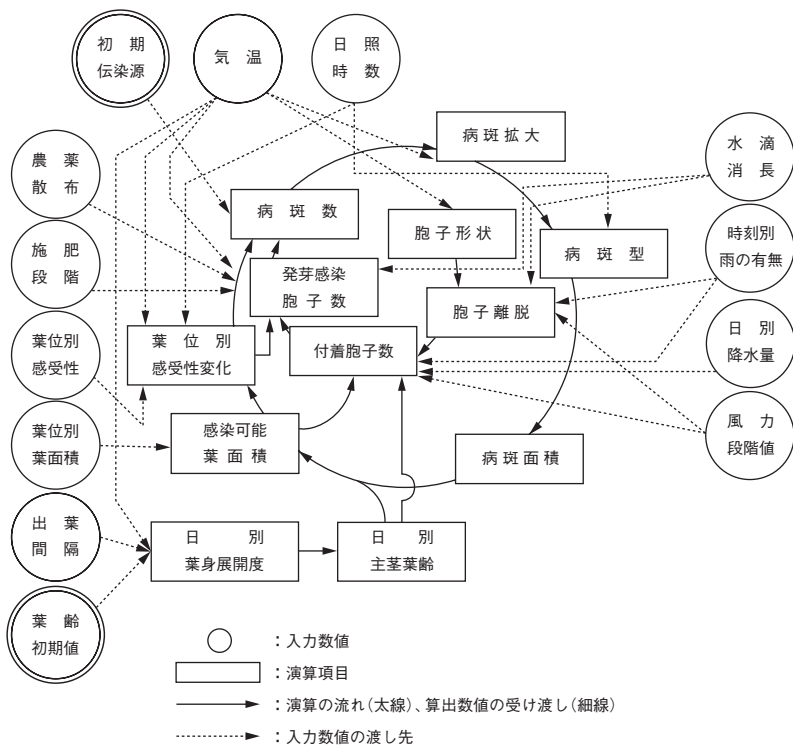 初期
伝染源
気温
日照
時数
農薬
散布
施肥
段階
葉位別
感受性
葉位別
葉面積
出葉
間隔
葉齢
初期値
水滴
消長
時刻別
雨の有無
日別
降水量
風力
段階値
病斑拡大
病斑数
胞子形状
病斑型
発芽感染
胞子数
胞子離脱
葉位別
感受性変化
付着胞子数
感染可能
葉面積
病斑面積
日別
葉身展開度
日別
主茎葉齢
：入力数値
：演算項目
：演算の流れ（太線）、算出数値の受け渡し（細線）
：入力数値の渡し先